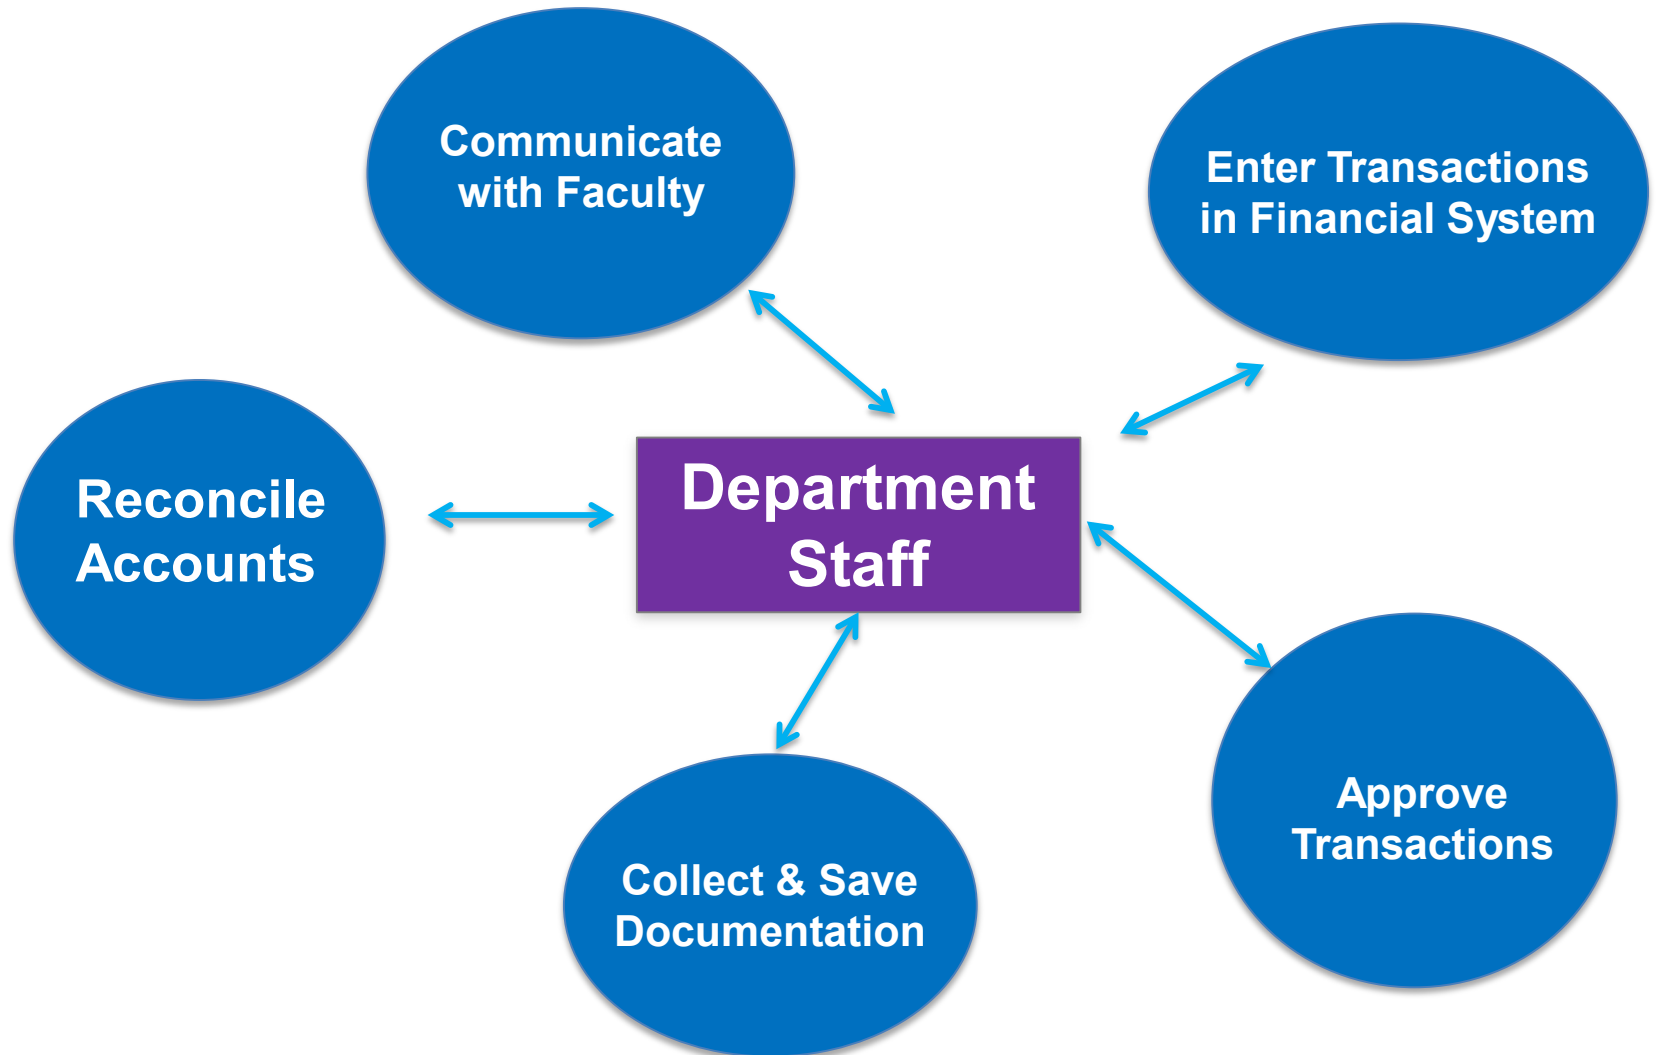 Communicate
with Faculty
Enter Transactions
in Financial System
Reconcile
Accounts
Department
Staff
Approve
Transactions
Collect & Save
Documentation